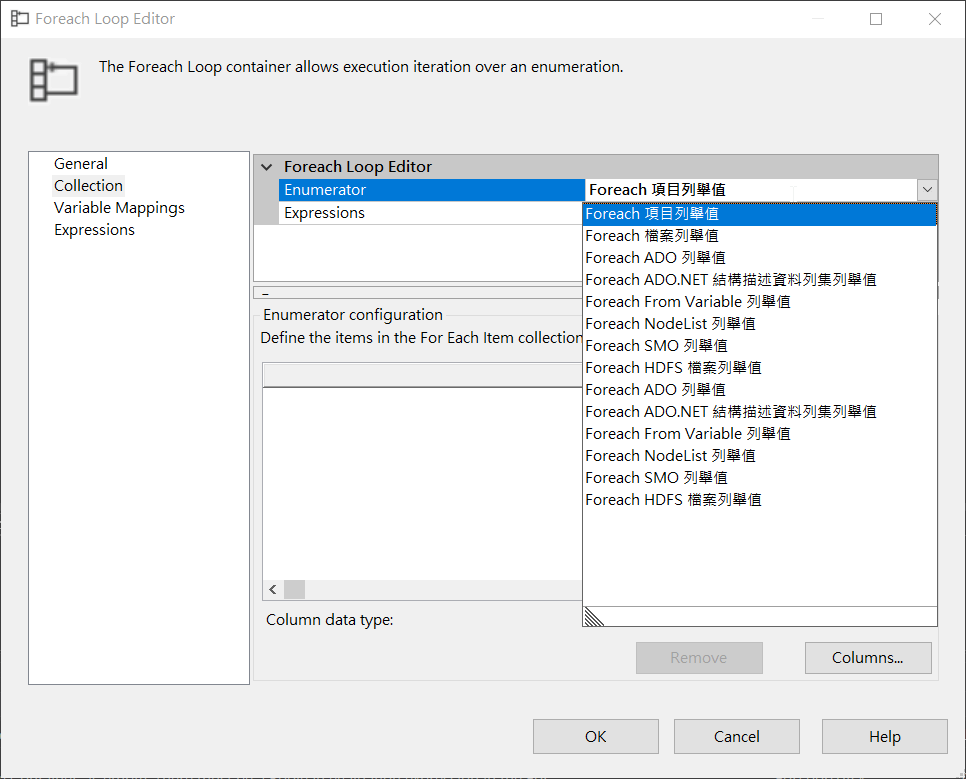 Foreach Loop Editor
The Foreach Loop container allows execution iteration over an enumeration.
General
Collection
Variable Mappings
Expressions
Foreach Loop Editor
Enumerator
Foreach 項目列舉值
Expressions
Foreach 項目列舉值
Foreach 檔案列舉值
Foreach ADO 列舉值
Foreach ADO.NET 結構描述資料列集列舉值
Foreach From Variable 列舉值
Foreach NodeList 列舉值
Foreach SMO 列舉值
Foreach HDFS 檔案列舉值
Foreach ADO 列舉值
Foreach ADO.NET 結構描述資料列集列舉值
Foreach From Variable 列舉值
Foreach NodeList 列舉值
Foreach SMO 列舉值
Foreach HDFS 檔案列舉值
Enumerator configuration
Define the items in the For Each Item collection
Column data type:
Remove
Columns...
OK
Cancel
Help